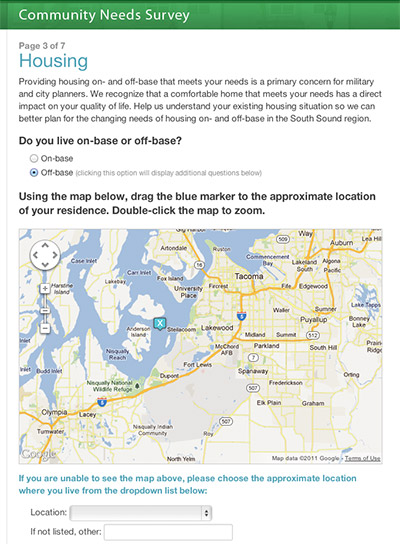 Community Needs Survey
Page 3 of 7
Housing
Providing housing on- and off-base that meets your needs is a primary concern for military
and city planners. We recognize that a comfortable home that meets your needs has a direct
impact on your quality of life. Help us understand your existing housing situation so we can
better plan for the changing needs of housing on- and off-base in the South Sound region.
Do you live on-base or off-base?
On-base
Off-base (clicking this option will display additional questions below)
Using the map below, drag the blue marker to the approximate location
of your residence. Double-click the map to zoom.
509
Way
Auburn
Lea Hill
Artondale
Ruston
Commencement
Bay
Case Inlet
Carr Inlet
Fox Island
16
Lakeland
South
Algona
Pacific
Tacoma
Harstine
Island
Lakebay
University
Place
Fircrest
Fife
Edgewood
Lake Tapps
Anderson
Island
X
Steilacoom
Lakewood
5
Waller
Sumner
Puyallup
Bonney
Lake
Nisqually
Reach
McChord
AFB
Midland
Summit
512
Parkland
South Hill
Prairie
Ridge
Budd Inlet
Fort Lewis
7
Dupont
Spanaway
Nisqually National
Wildlife Refuge
507
Frederickson
Orting
Olympia
5
Lacey
Elk Plain
Graham
Tumwater
Nisqually Indian
Community
Roy
507
North Yelm
Google
Map data ©2011 Google - Terms of Use
If you are unable to see the map above, please choose the approximate location
where you live from the dropdown list below:
Location:
If not listed, other: